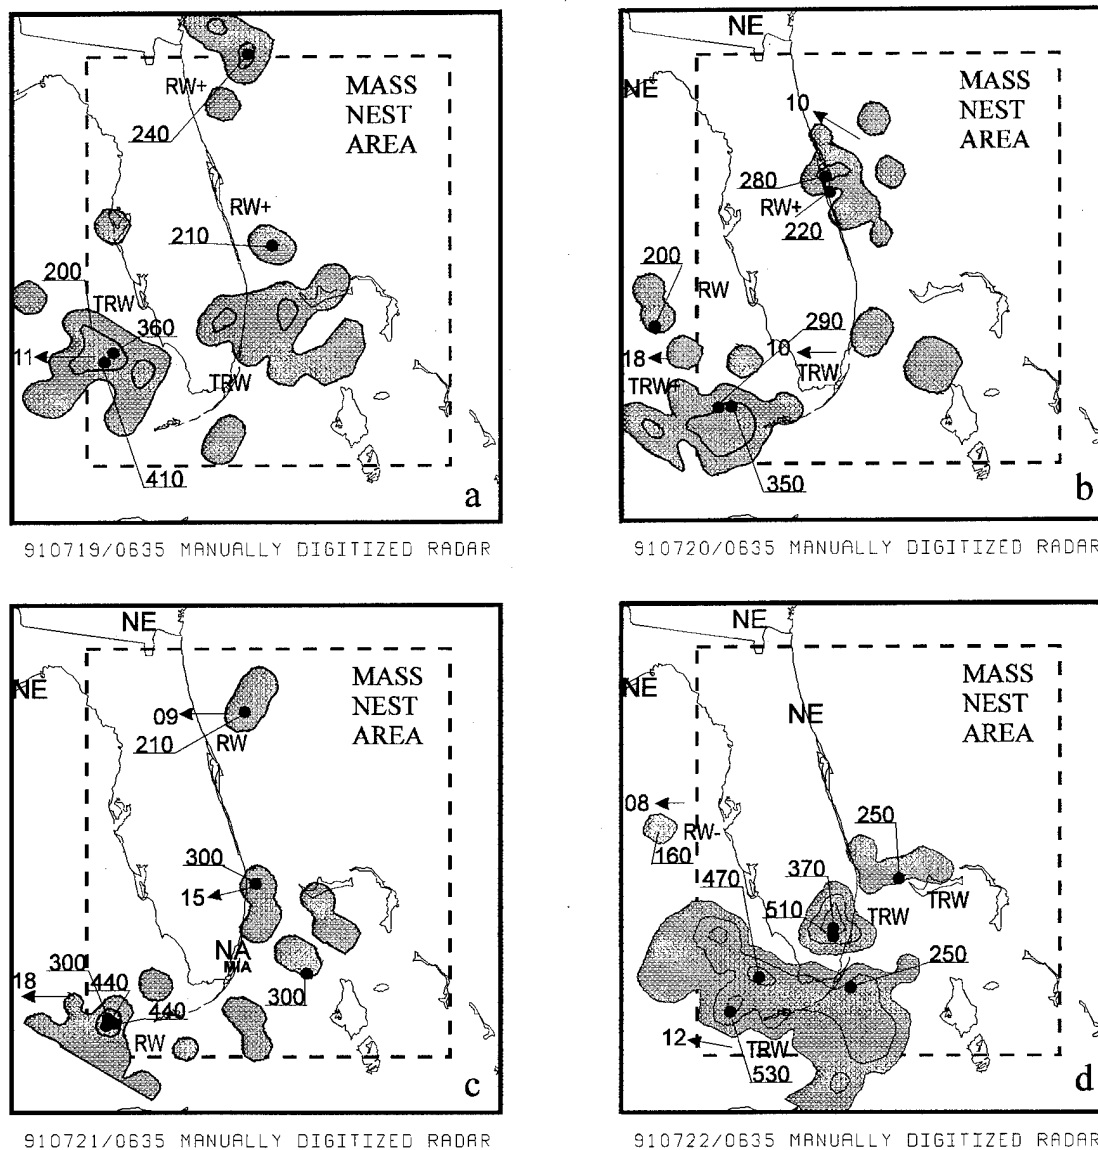 MASS
NEST
AREA
RW+
240
RW+
210
200
TRW
360
11
TRW
410
a
910719/0635 MANUALLY DIGITIZED RADAR
NE
NE
MASS
NEST
AREA
10
280
RW+
220
200
RW
290
18
10
TRW
TRW+
350
b
910720/0635 MANUALLY DIGITIZED RADAR
NE
NE
MASS
NEST
AREA
09
210
RW
300
15
NA
MIA
300
18
440
440
300
RW
c
910721/0635 MANUALLY DIGITIZED RADAR
NE
NE
MASS
NEST
AREA
NE
08
RW-
160
250
470
370
TRW
510
TRW
250
12
TRW
530
d
910722/0635 MANUALLY DIGITIZED RADAR